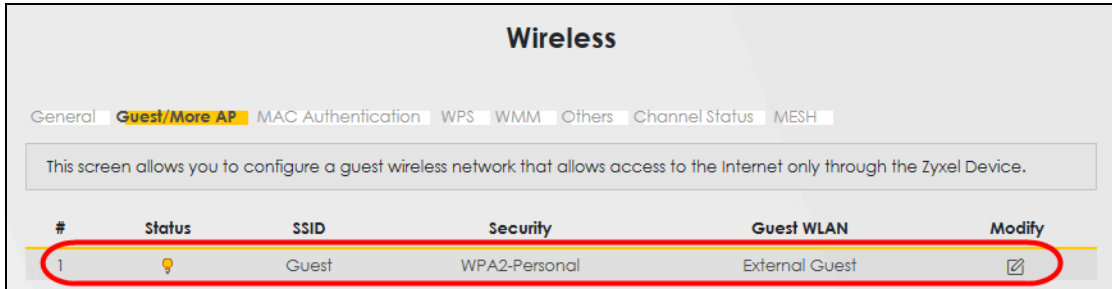 Wireless
General Guest/More AP MAC Authentication WPS WMM Others Channel Status MESH
This screen allows you to configure a guest wireless network that allows access to the Internet only through the Zyxel Device.
# Status SSID Security Guest WLAN Modify
1 Guest WPA2-Personal External Guest